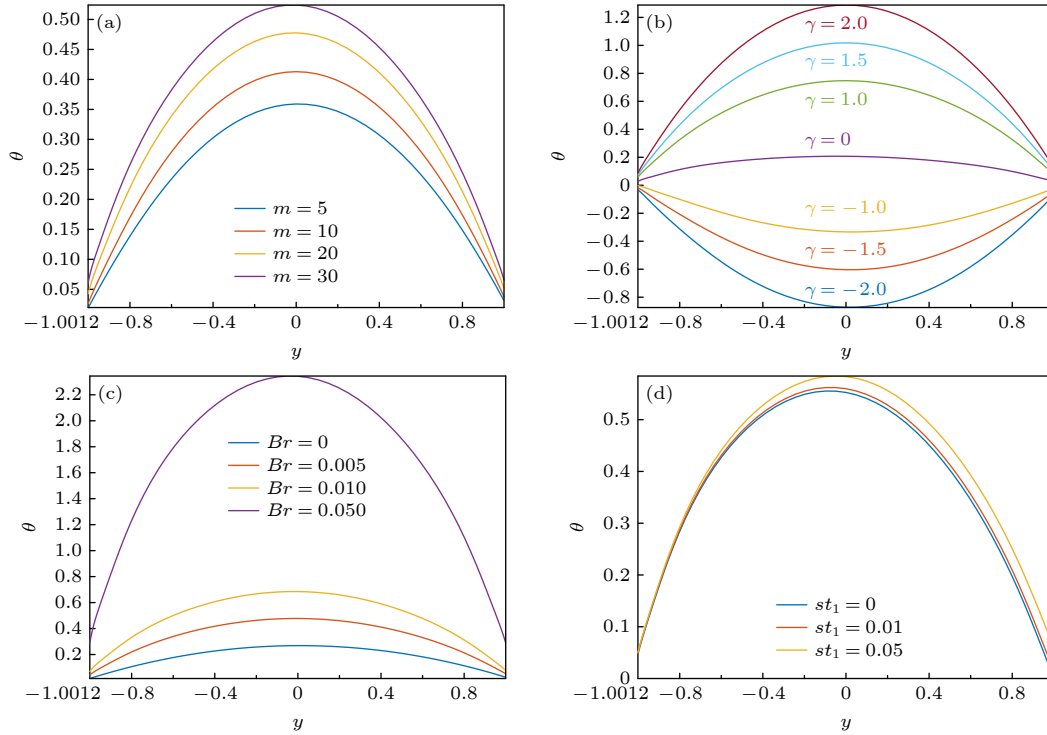 (a)
0.50
0.45
0.40
0.35
0.30
0.25
0.20
0.15
0.10
0.05
θ
m = 5
m = 10
m = 20
m = 30
−1.0012 −0.8 −0.4 0 0.4 0.8
y
(b)
1.2
1.0
0.8
0.6
0.4
0.2
0
−0.2
−0.4
−0.6
−0.8
θ
γ = 2.0
γ = 1.5
γ = 1.0
γ = 0
γ = −1.0
γ = −1.5
γ = −2.0
−1.0012 −0.8 −0.4 0 0.4 0.8
y
(c)
2.2
2.0
1.8
1.6
1.4
1.2
1.0
0.8
0.6
0.4
0.2
θ
Br = 0
Br = 0.005
Br = 0.010
Br = 0.050
−1.0012 −0.8 −0.4 0 0.4 0.8
y
(d)
0.5
0.4
0.3
0.2
0.1
0
θ
st₁ = 0
st₁ = 0.01
st₁ = 0.05
−1.0012 −0.8 −0.4 0 0.4 0.8
y